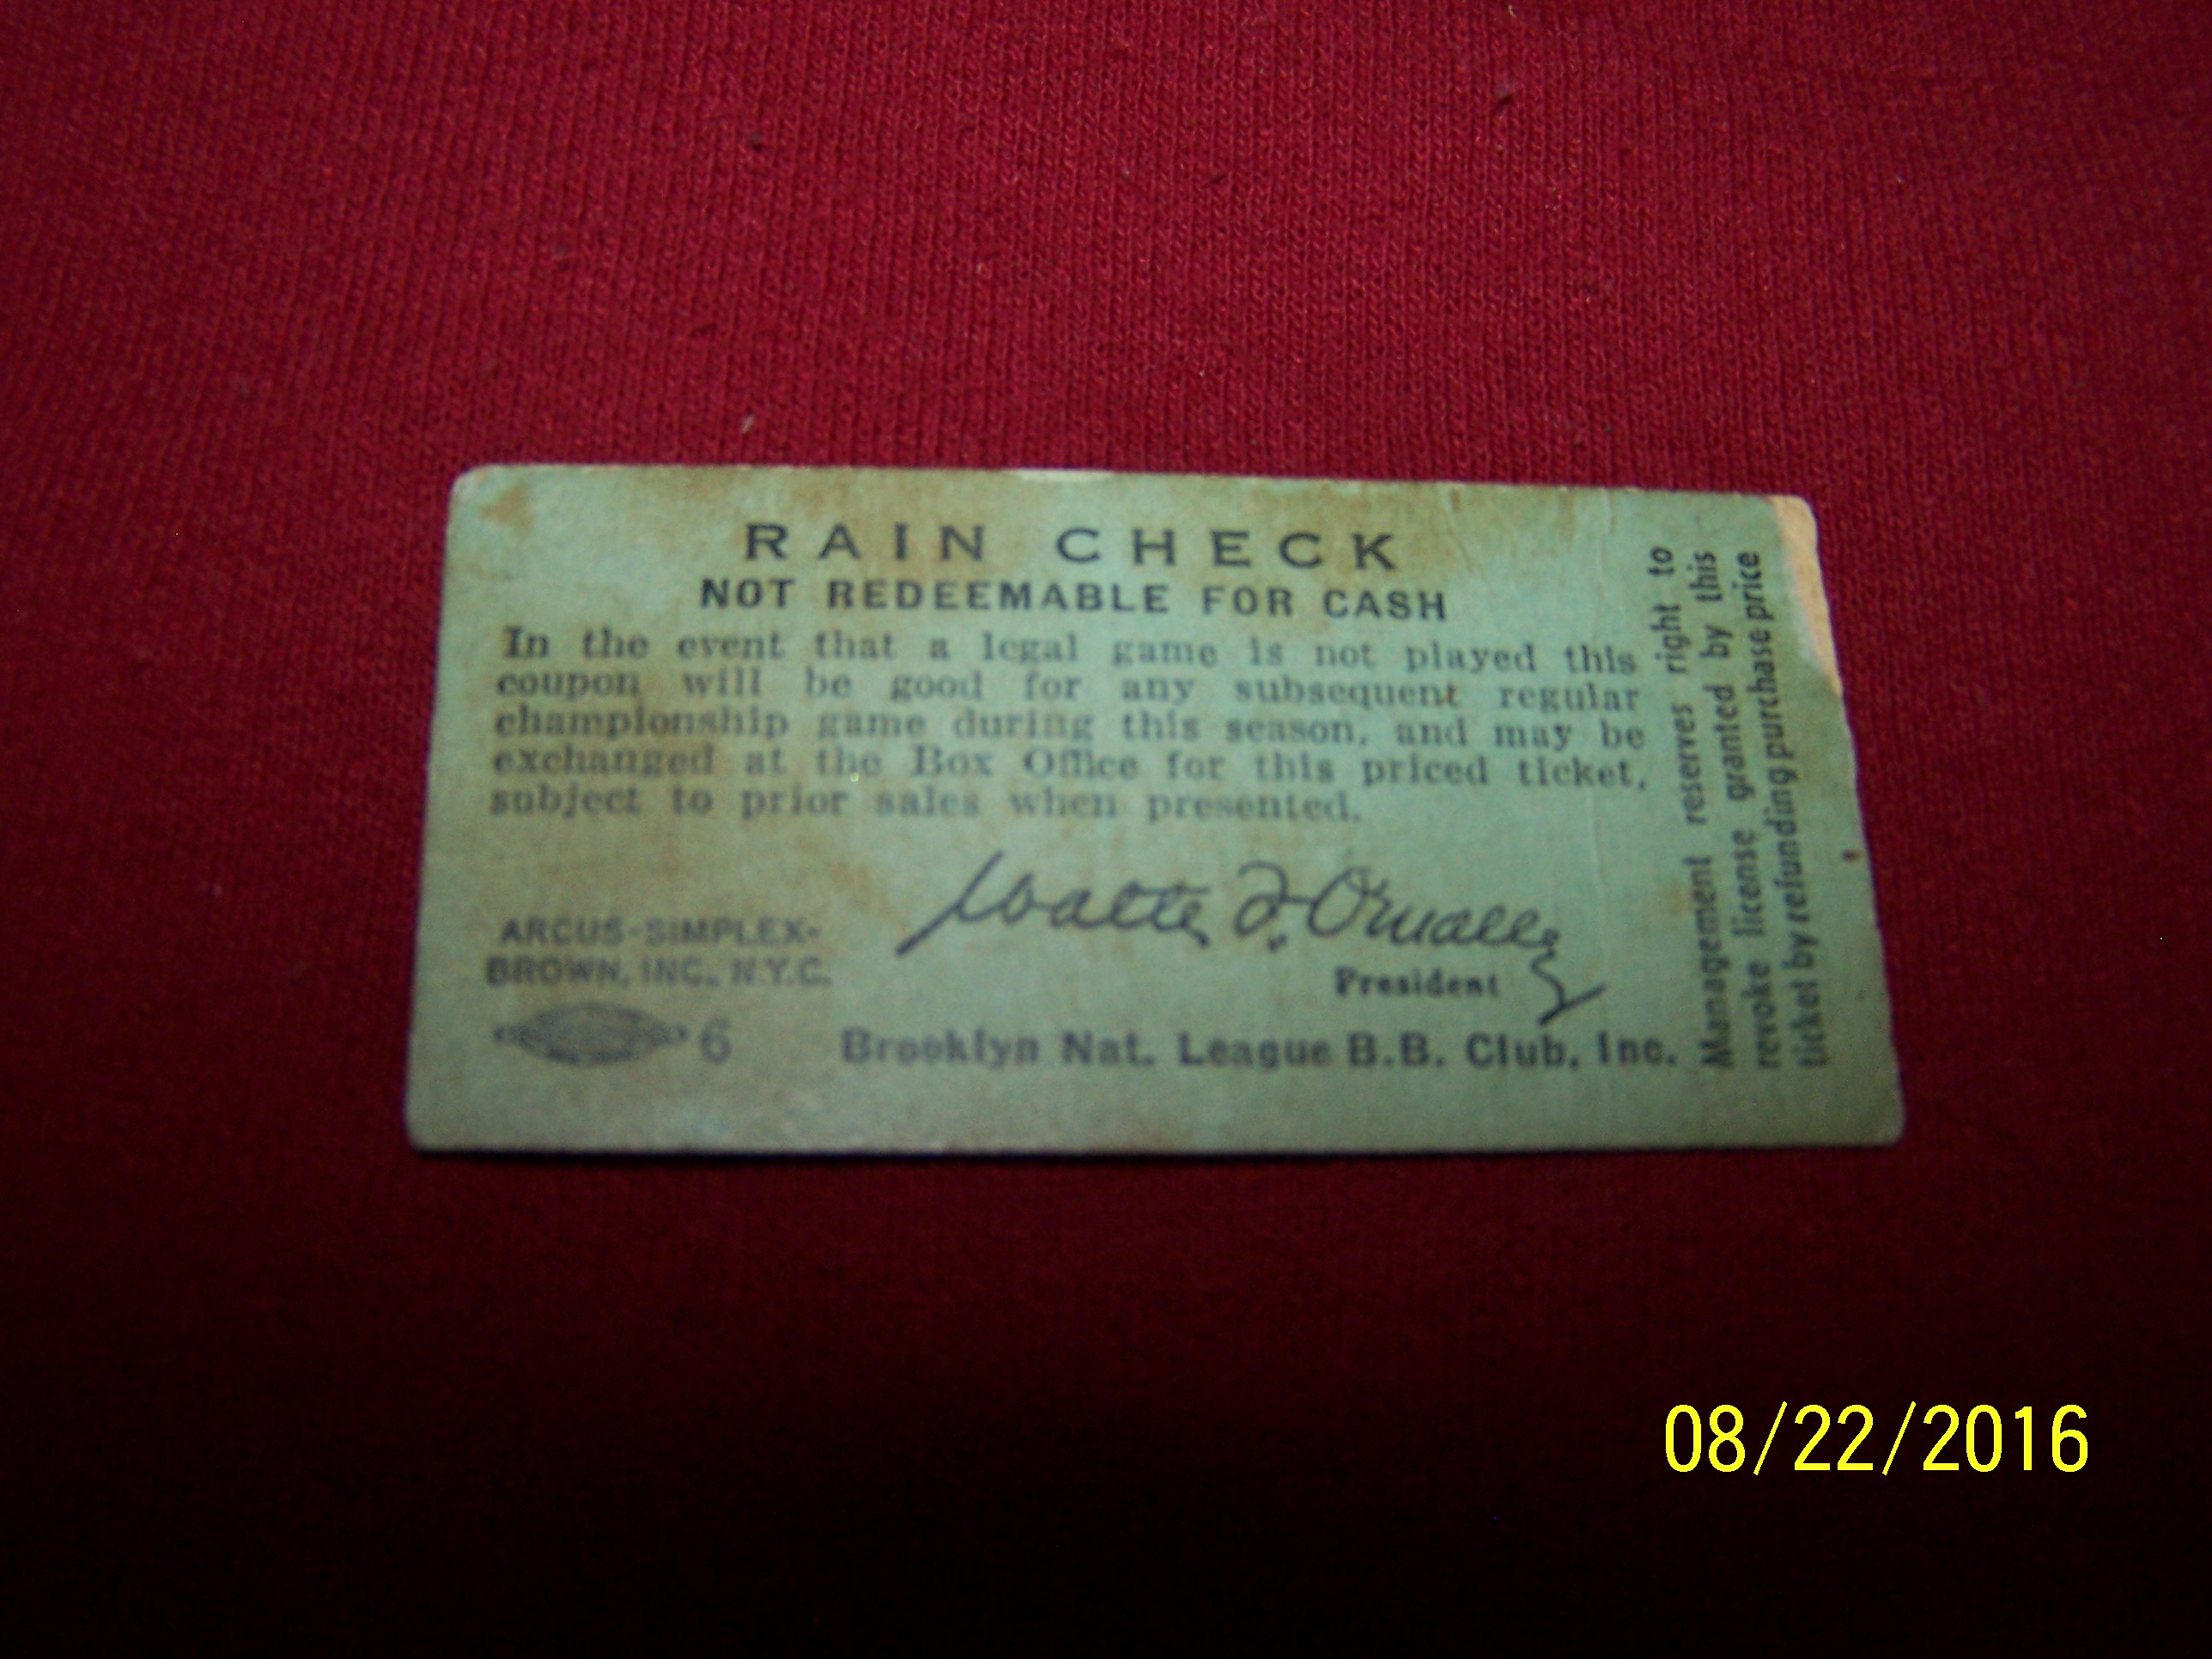 RAIN CHECK
NOT REDEEMABLE FOR CASH
In the event that a legal game is not played this
coupon will be good for any subsequent regular
championship game during this season, and may be
exchanged at the Box Office for this priced ticket,
subject to prior sales when presented.
Walter F. O'Malley
President
ARCUS-SIMPLEX-
BROWN, INC., N.Y.C.
6
Brooklyn Nat. League B.B. Club, Inc.
Management reserves right to
revoke license granted by this
ticket by refunding purchase price
08/22/2016